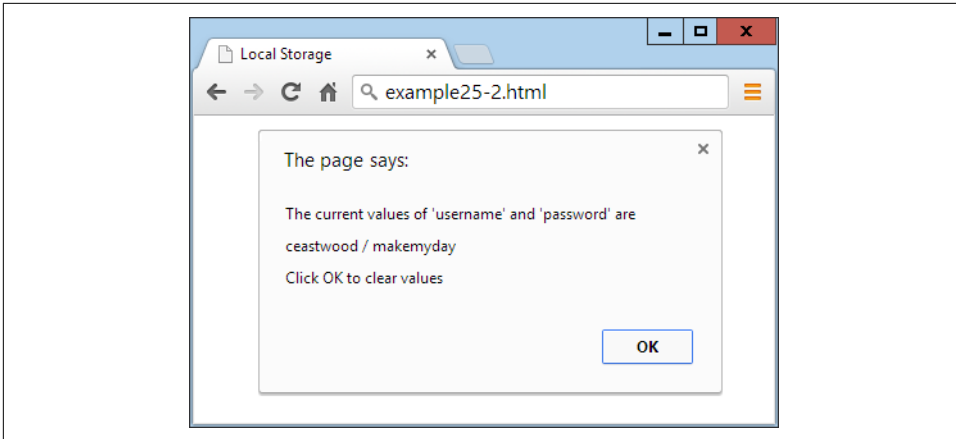 Local Storage
example25-2.html
The page says:
The current values of 'username' and 'password' are
ceastwood / makemyday
Click OK to clear values
OK